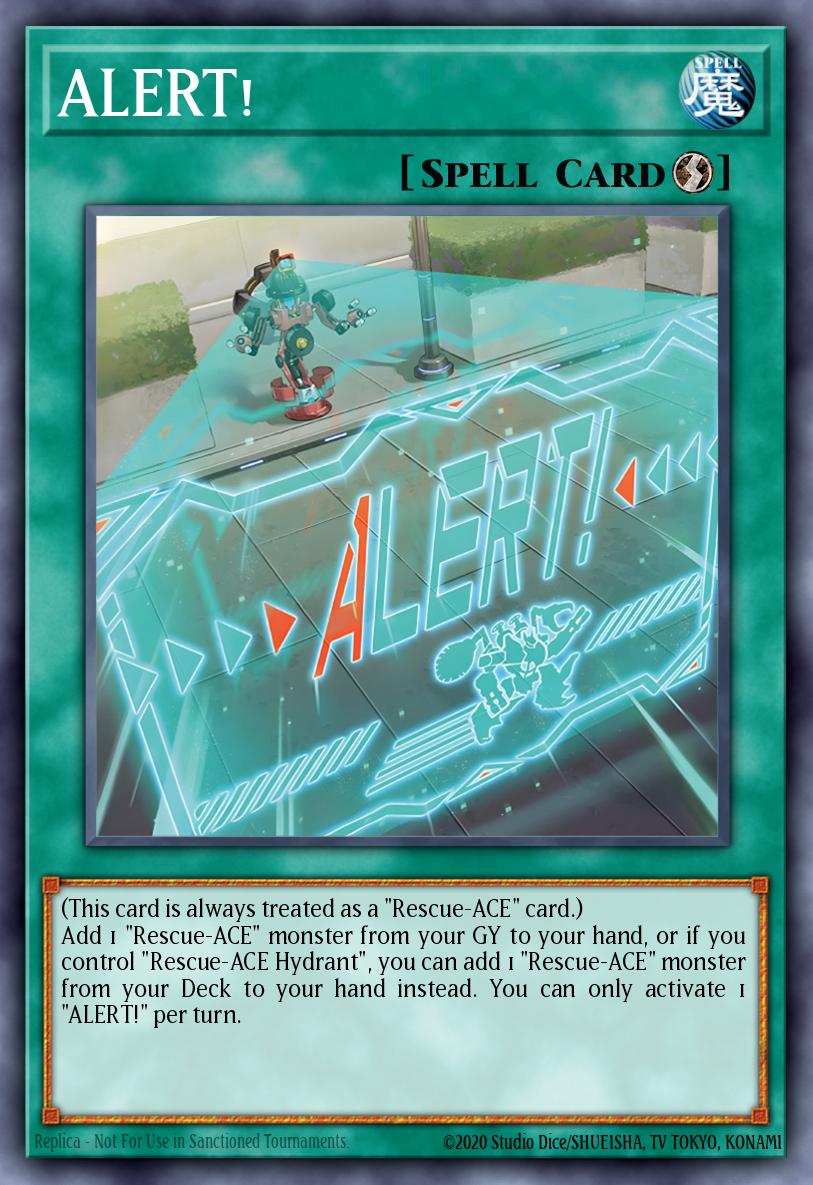 ALERT!
SPELL
魔
[SPELL CARD]
ALERT!
(This card is always treated as a "Rescue-ACE" card.)
Add 1 "Rescue-ACE" monster from your GY to your hand, or if you
control "Rescue-ACE Hydrant", you can add 1 "Rescue-ACE" monster
from your Deck to your hand instead. You can only activate 1
"ALERT!" per turn.
Replica - Not For Use in Sanctioned Tournaments.
©2020 Studio Dice/SHUEISHA, TV TOKYO, KONAMI